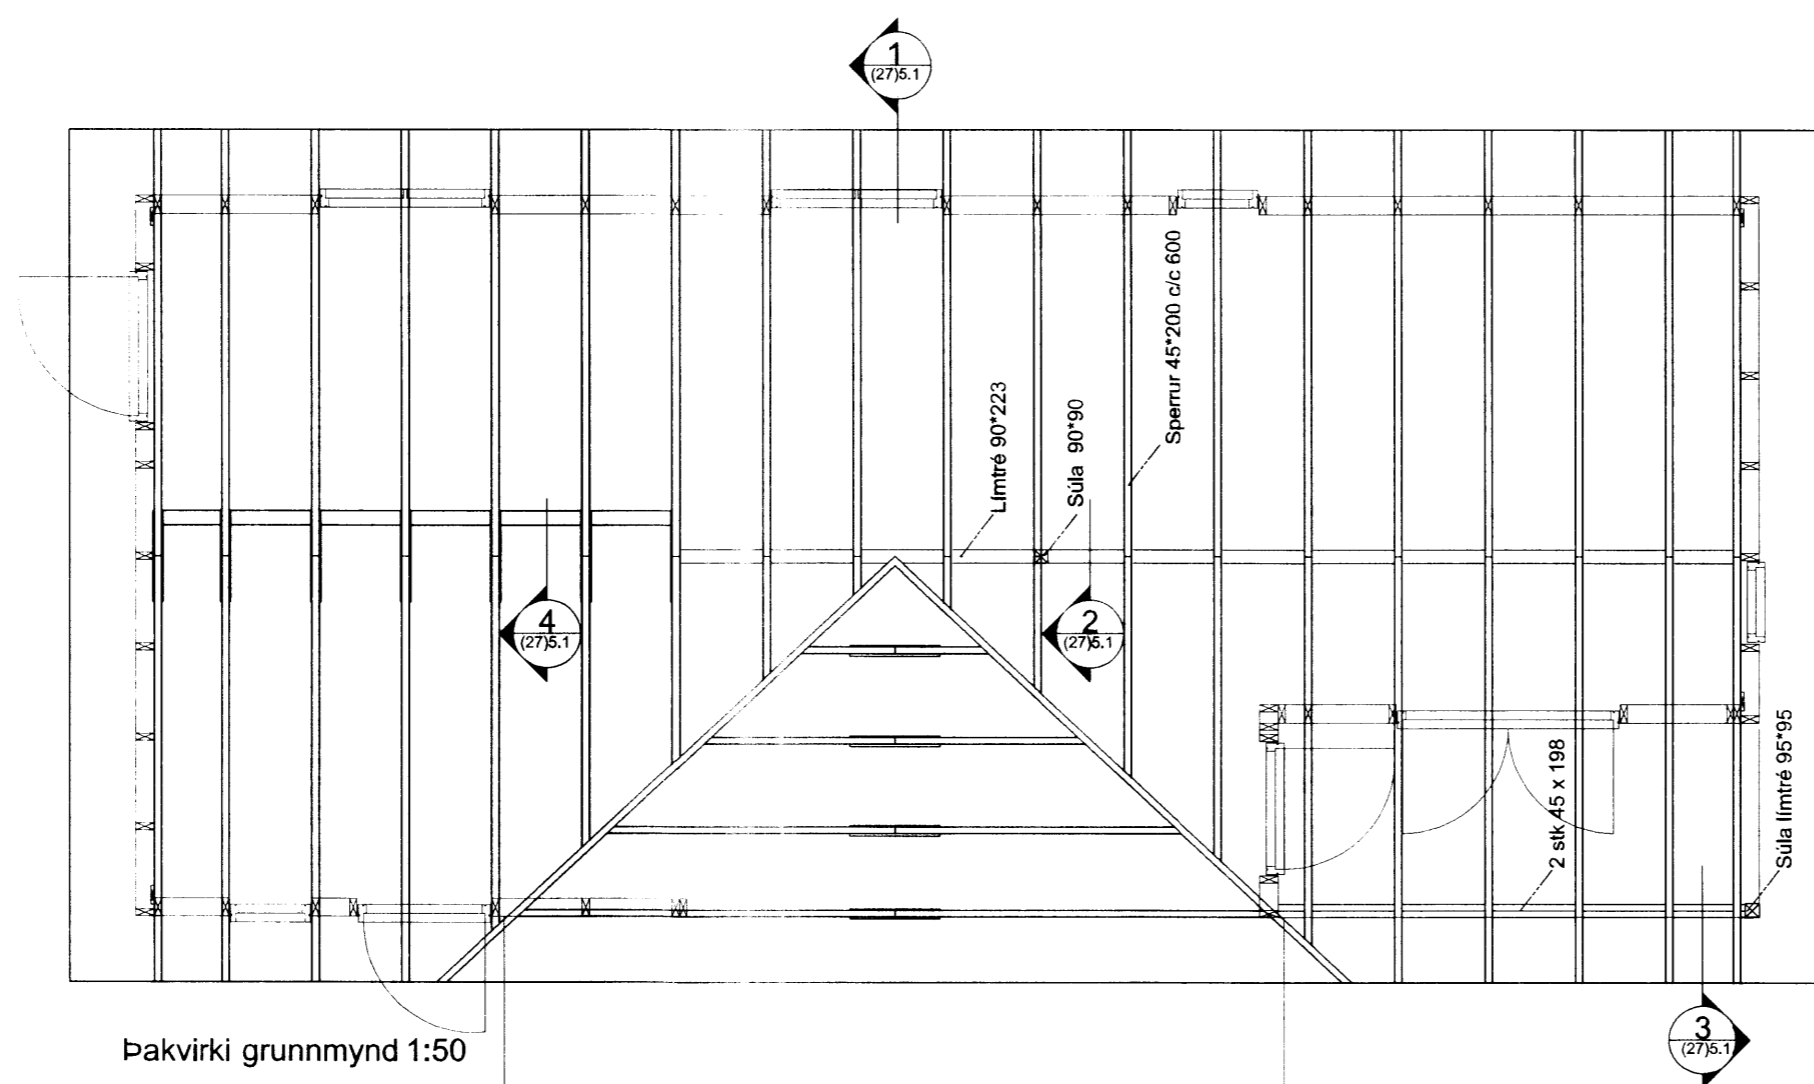 1
(27)5.1
Sperrur 45*200 c/c 600
Límtré 90*223
Súla 90*90
4
(27)5.1
2
(27)5.1
2 stk 45 x 198
Súla límtré 95*95
3
(27)5.1
Þakvirki grunnmynd 1:50